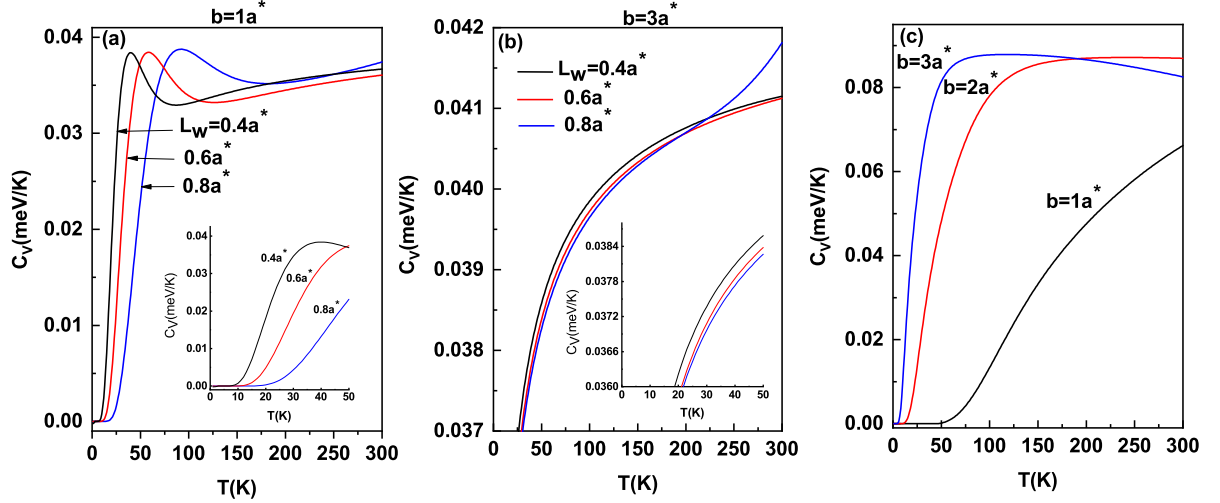 b=1a*
(a)
0.04
0.03
0.02
0.01
0.00
C_V(meV/K)
L_W=0.4a*
0.6a*
0.8a*
0.04
0.03
0.02
0.01
0.00
C_V(meV/K)
0.4a*
0.6a*
0.8a*
0 10 20 30 40 50
T(K)
0 50 100 150 200 250 300
T(K)
b=3a*
(b)
0.042
0.041
0.040
0.039
0.038
0.037
C_V(meV/K)
L_W=0.4a*
0.6a*
0.8a*
0.0384
0.0378
0.0372
0.0366
0.0360
C_V(meV/K)
0 10 20 30 40 50
T(K)
0 50 100 150 200 250 300
T(K)
(c)
0.08
0.06
0.04
0.02
0.00
C_V(meV/K)
b=3a*
b=2a*
b=1a*
0 50 100 150 200 250 300
T(K)